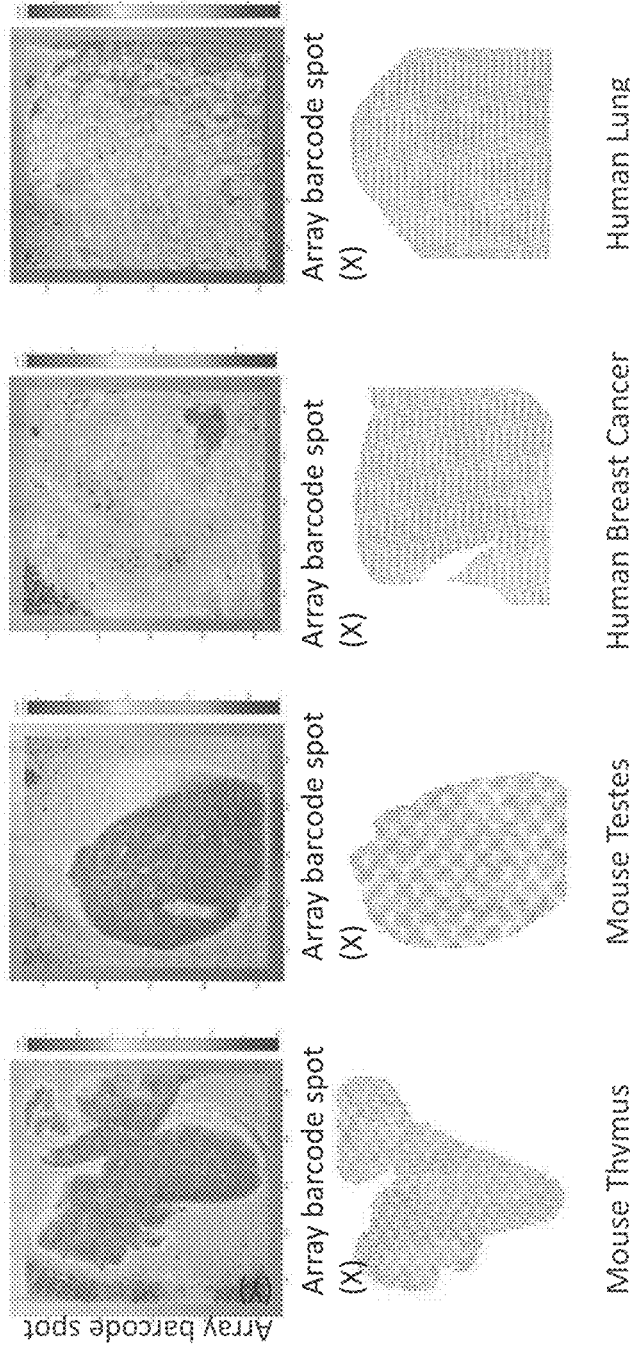 Array barcode spot
(Y)
Array barcode spot
(X)
Mouse Thymus
Array barcode spot
(X)
Mouse Testes
Array barcode spot
(X)
Human Breast Cancer
Array barcode spot
(X)
Human Lung